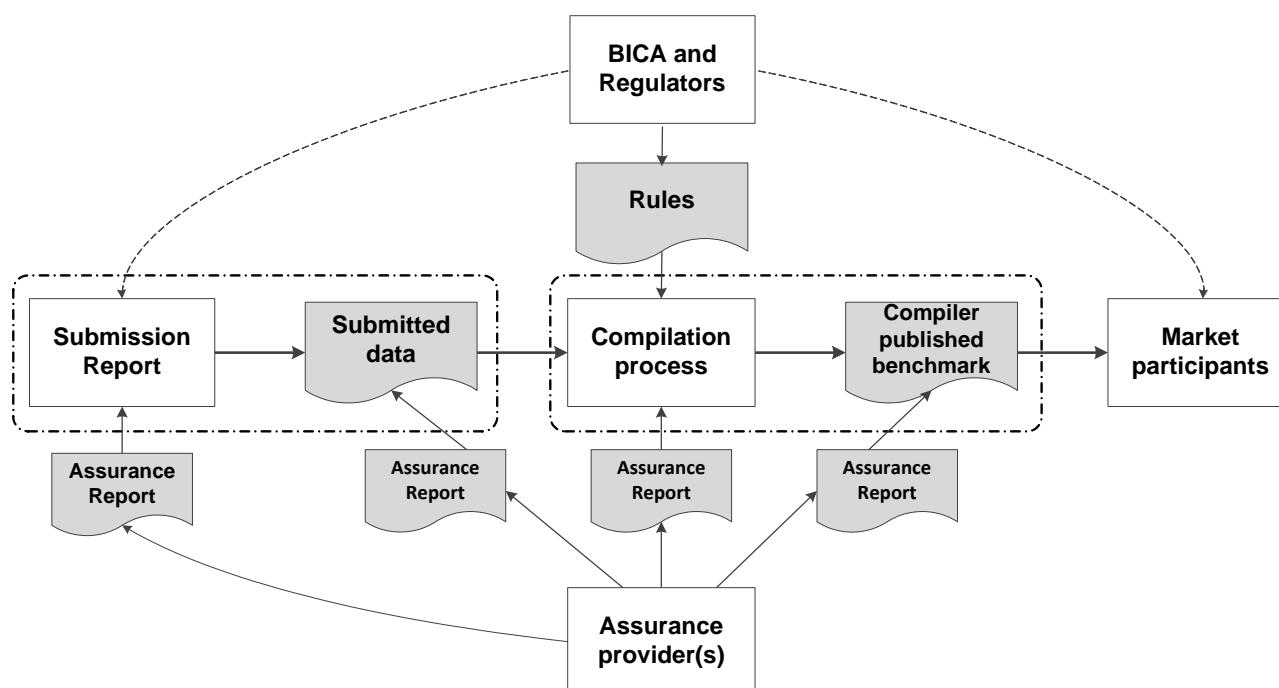 BICA and
Regulators
Rules
Submission
Report
Submitted
data
Compilation
process
Compiler
published
benchmark
Market
participants
Assurance
Report
Assurance
Report
Assurance
Report
Assurance
Report
Assurance
provider(s)